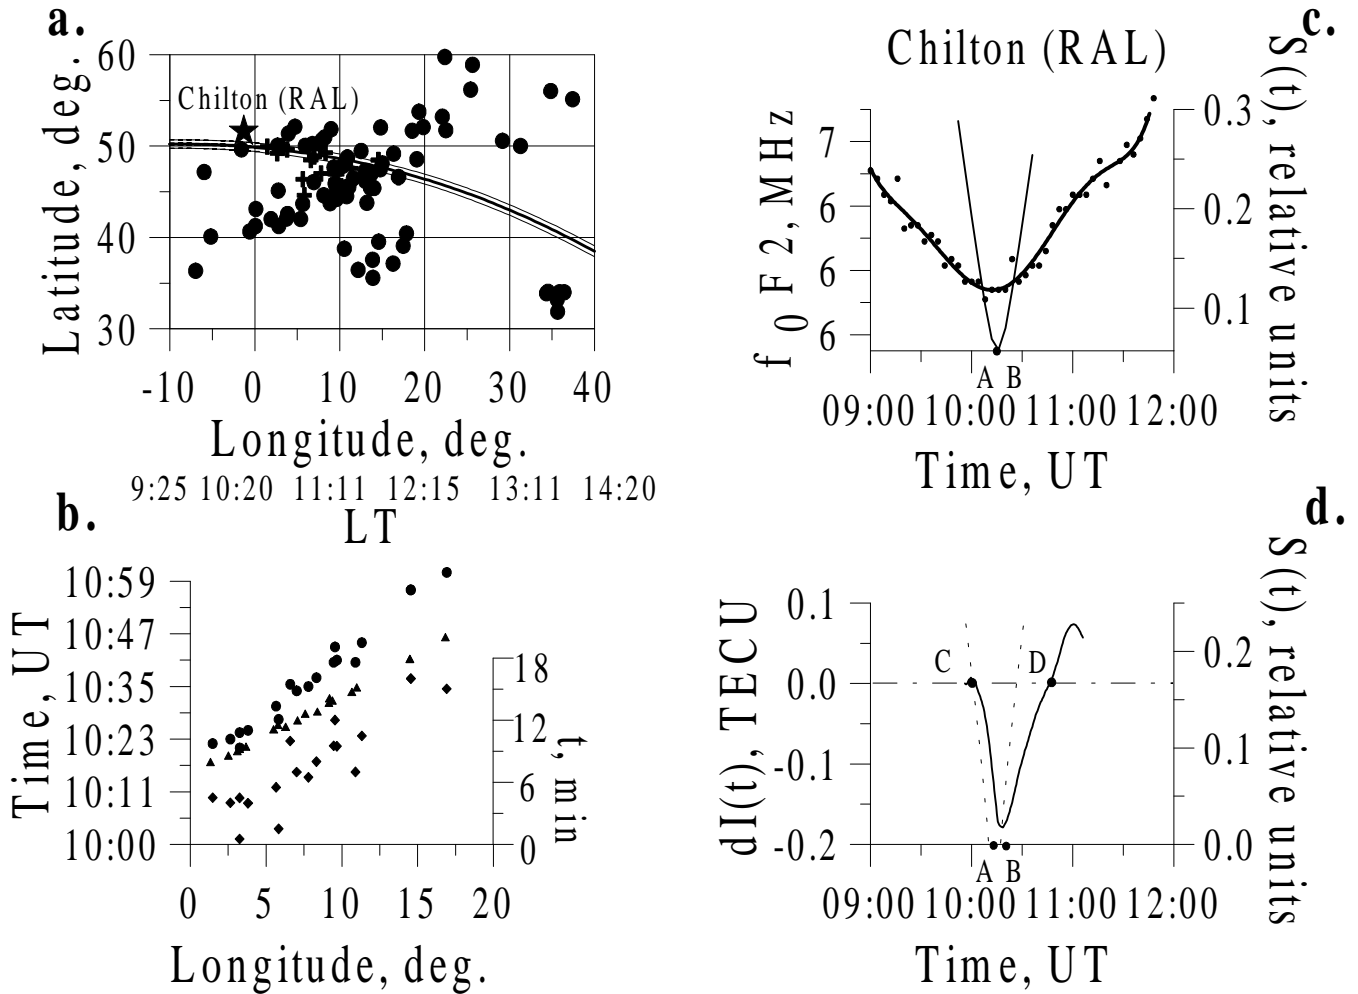 a.
60
50
40
30
Latitude, deg.
Chilton (RAL)
-10 0 10 20 30 40
Longitude, deg.
9:25 10:20 11:11 12:15 13:11 14:20
LT
b.
10:59
10:47
10:35
10:23
10:11
10:00
Time, UT
18
12
6
0
t, min
0 5 10 15 20
Longitude, deg.
c.
Chilton (RAL)
7
6
6
6
f0F2, MHz
0.3
0.2
0.1
S(t), relative units
A B
09:00 10:00 11:00 12:00
Time, UT
d.
0.1
0.0
-0.1
-0.2
dI(t), TECU
C D
0.2
0.1
0.0
S(t), relative units
A B
09:00 10:00 11:00 12:00
Time, UT